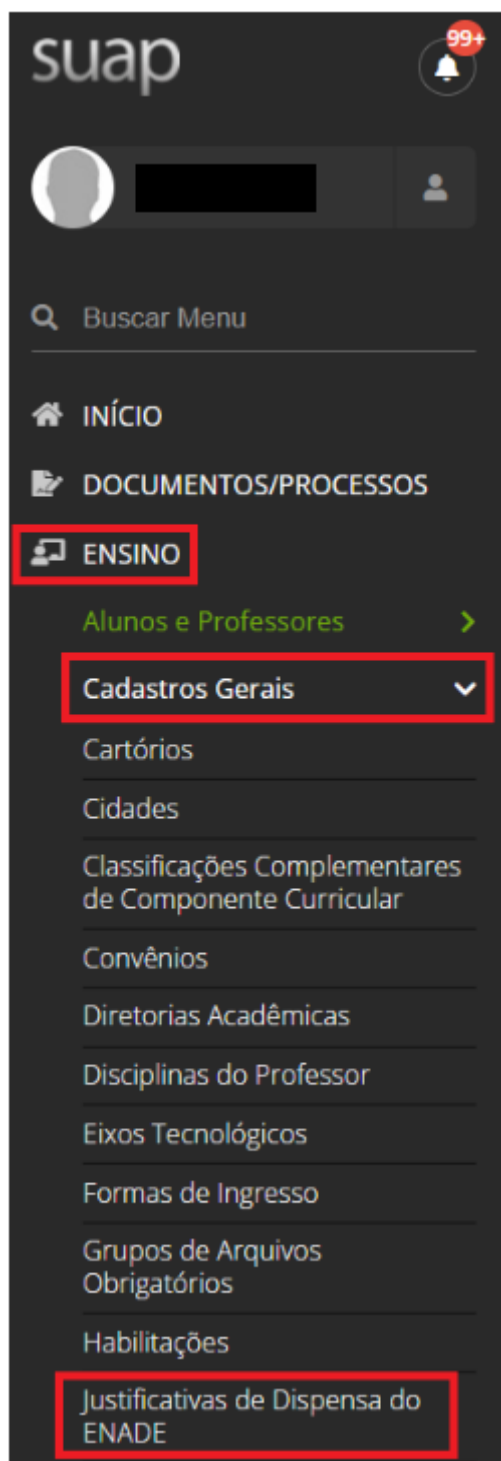 suap
99+
Buscar Menu
INÍCIO
DOCUMENTOS/PROCESSOS
ENSINO
Alunos e Professores
Cadastros Gerais
Cartórios
Cidades
Classificações Complementares
de Componente Curricular
Convênios
Diretorias Acadêmicas
Disciplinas do Professor
Eixos Tecnológicos
Formas de Ingresso
Grupos de Arquivos
Obrigatórios
Habilitações
Justificativas de Dispensa do
ENADE